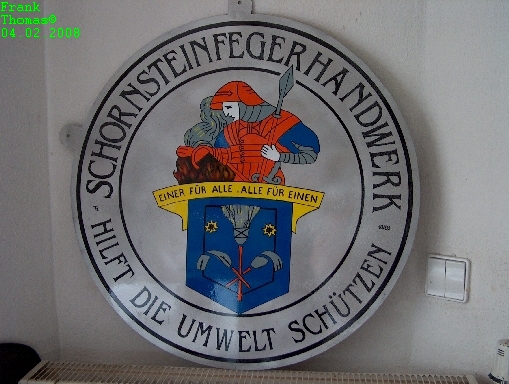 Frank
Thomas©
04.02 2008
SCHORNSTEINFEGERHANDWERK
EINER FÜR ALLE . ALLE FÜR EINEN
HILFT DIE UMWELT SCHÜTZEN